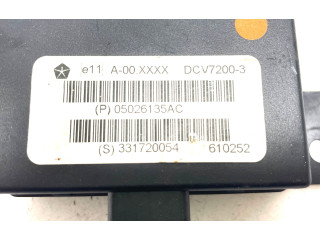 e11 A-00 XXXX DCV7200-3
(P) 05026135AC
(S) 331720054 610252